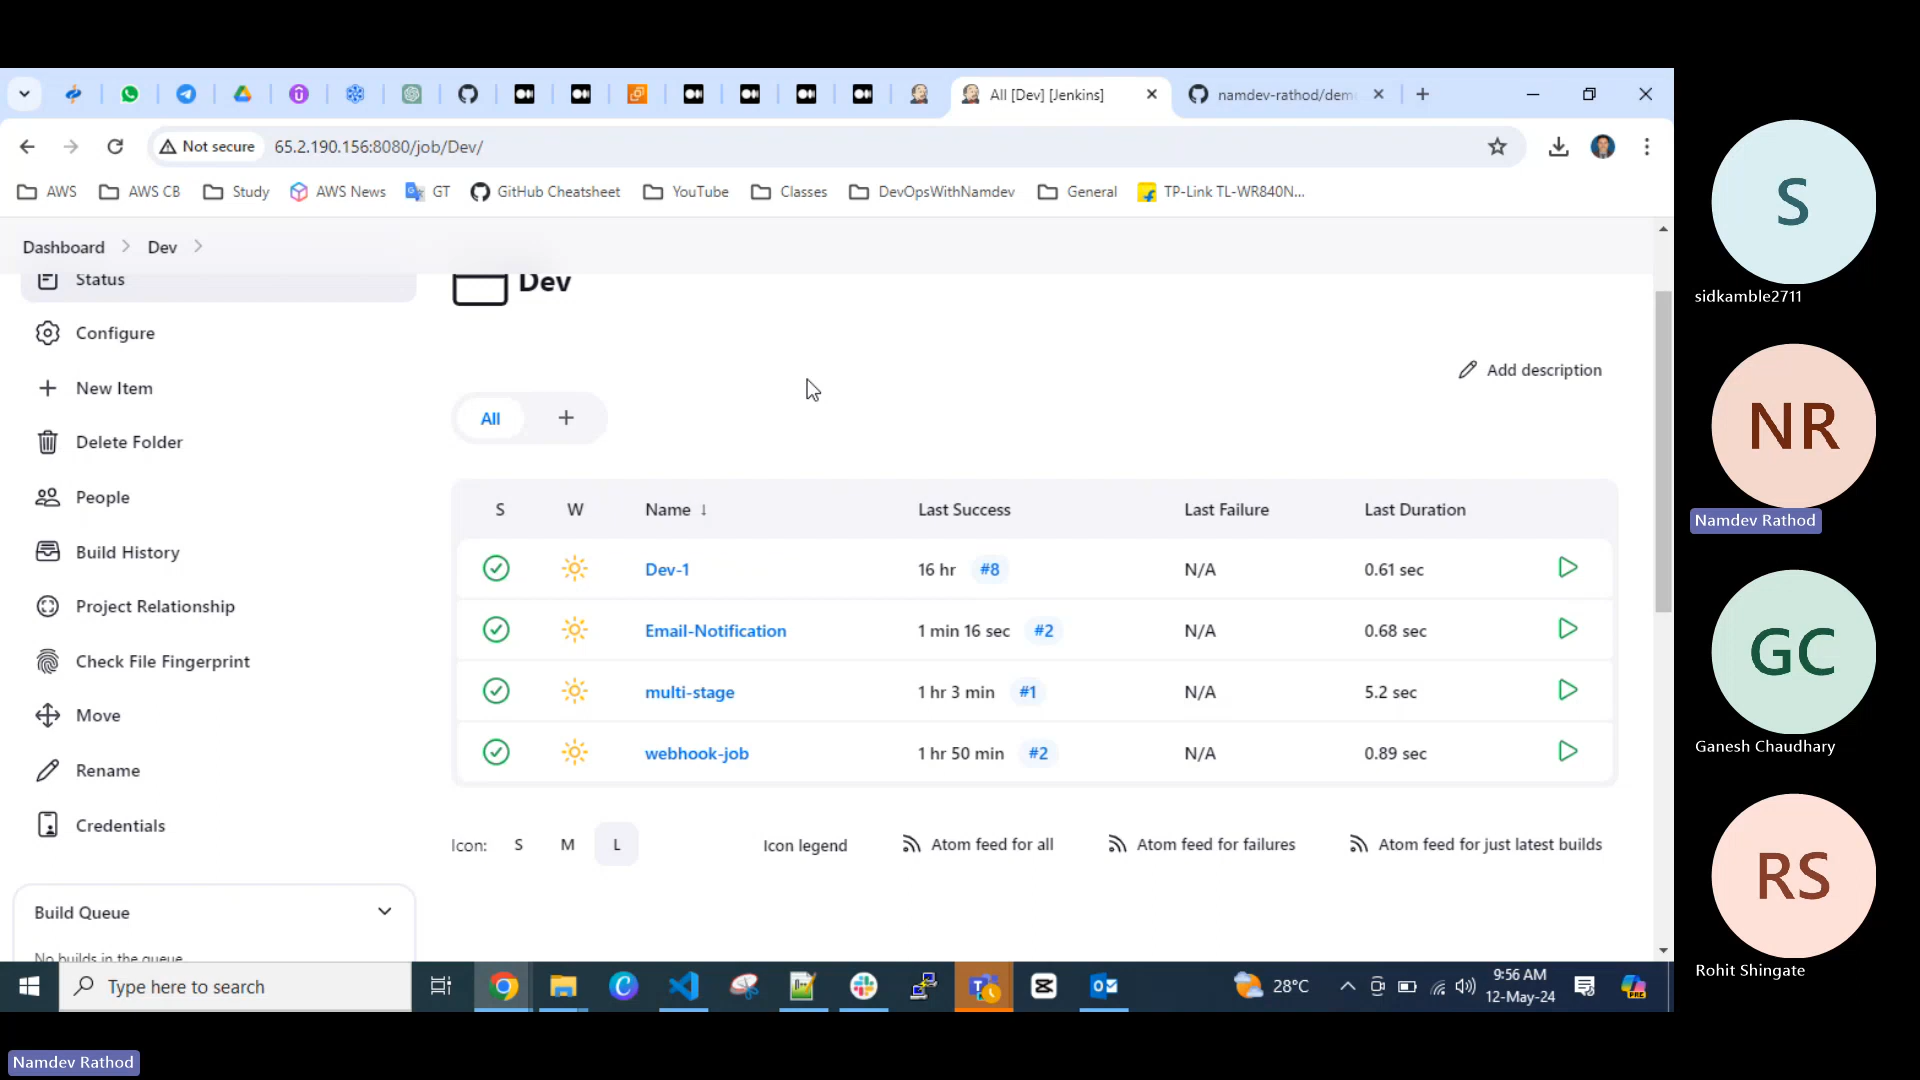 All [Dev] [Jenkins]
namdev-rathod/dem
Not secure
65.2.190.156:8080/job/Dev/
AWS
AWS CB
Study
AWS News
GT
GitHub Cheatsheet
YouTube
Classes
DevOpsWithNamdev
General
TP-Link TL-WR840N...
Dashboard
Dev
Status
Configure
New Item
Delete Folder
People
Build History
Project Relationship
Check File Fingerprint
Move
Rename
Credentials
Build Queue
No builds in the queue
Dev
Add description
All +
S W Name ↓ Last Success Last Failure Last Duration
Dev-1 16 hr #8 N/A 0.61 sec
Email-Notification 1 min 16 sec #2 N/A 0.68 sec
multi-stage 1 hr 3 min #1 N/A 5.2 sec
webhook-job 1 hr 50 min #2 N/A 0.89 sec
Icon: S M L Icon legend Atom feed for all Atom feed for failures Atom feed for just latest builds
Type here to search
28°C
9:56 AM
12-May-24
S
sidkamble2711
NR
Namdev Rathod
GC
Ganesh Chaudhary
RS
Rohit Shingate
Namdev Rathod